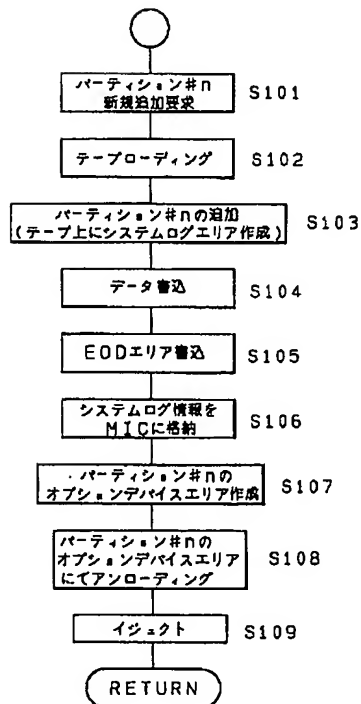 パーティション#n
新規追加要求
S101
テープローディング
S102
パーティション#nの追加
(テープ上にシステムログエリア作成)
S103
データ書込
S104
EODエリア書込
S105
システムログ情報を
MICに格納
S106
パーティション#nの
オプションデバイスエリア作成
S107
パーティション#nの
オプションデバイスエリア
にてアンローディング
S108
イジェクト
S109
RETURN